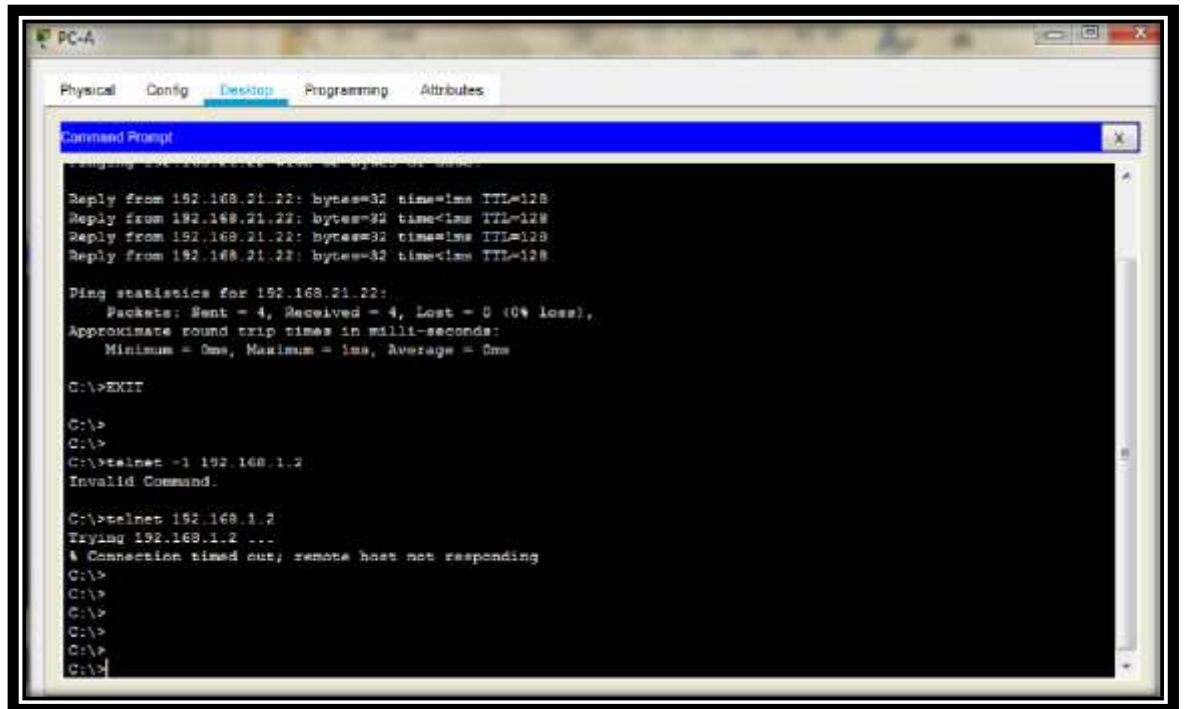 PC-A
Physical Config Desktop Programming Attributes
Command Prompt
X
Reply from 192.168.21.22: bytes=32 time=1ms TTL=128
Reply from 192.168.21.22: bytes=32 time<1ms TTL=128
Reply from 192.168.21.22: bytes=32 time=1ms TTL=128
Reply from 192.168.21.22: bytes=32 time<1ms TTL=128
Ping statistics for 192.168.21.22:
Packets: Sent = 4, Received = 4, Lost = 0 (0% loss),
Approximate round trip times in milli-seconds:
Minimum = 0ms, Maximum = 1ms, Average = 0ms
C:\>EXIT
C:\>
C:\>
C:\>telnet -1 192.168.1.2
Invalid Command.
C:\>telnet 192.168.1.2
Trying 192.168.1.2 ...
% Connection timed out; remote host not responding
C:\>
C:\>
C:\>
C:\>
C:\>
C:\>